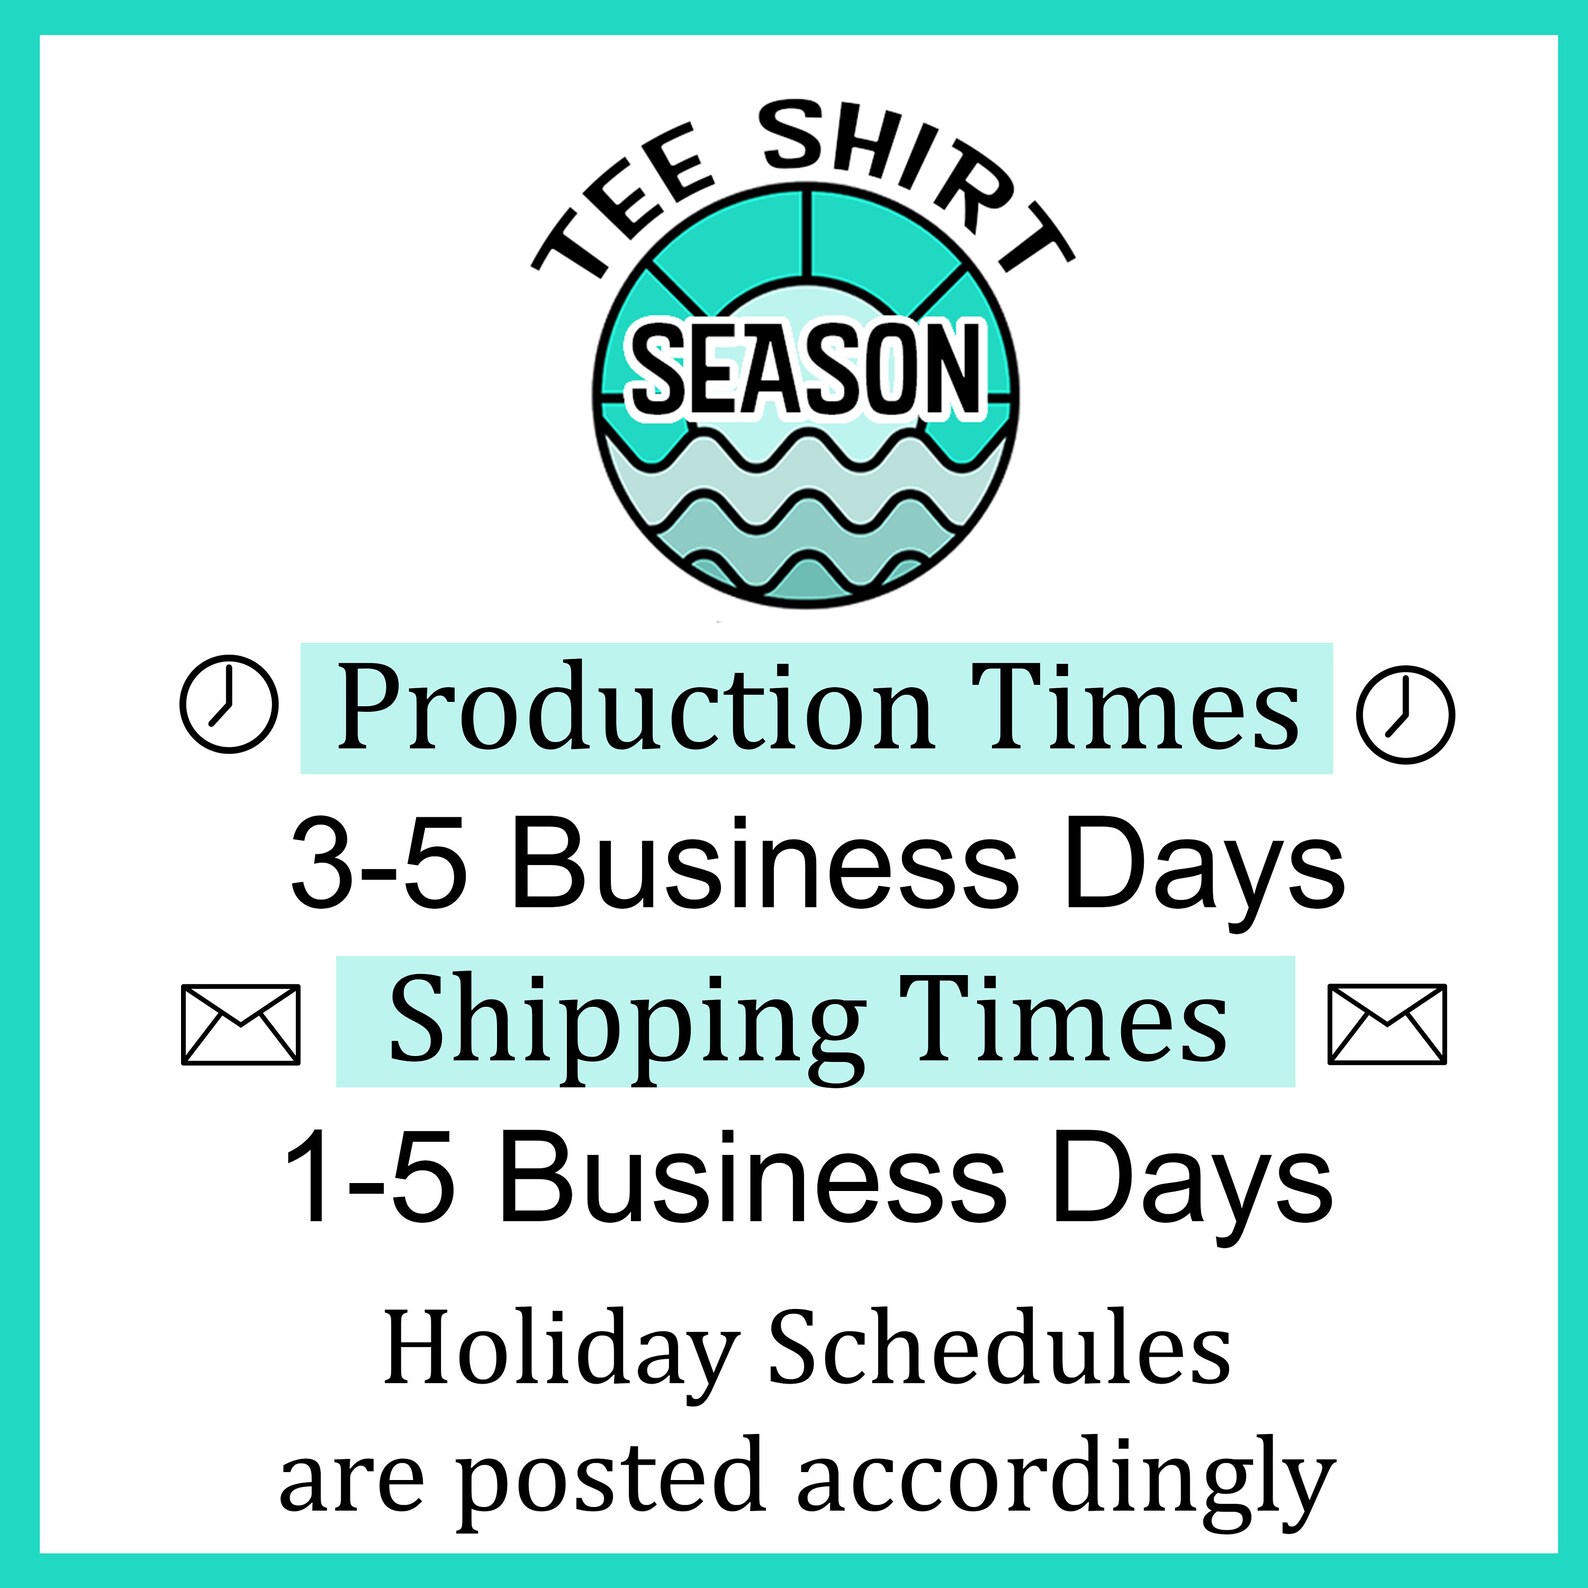 TEE SHIRT
SEASON
Production Times
3-5 Business Days
Shipping Times
1-5 Business Days
Holiday Schedules
are posted accordingly